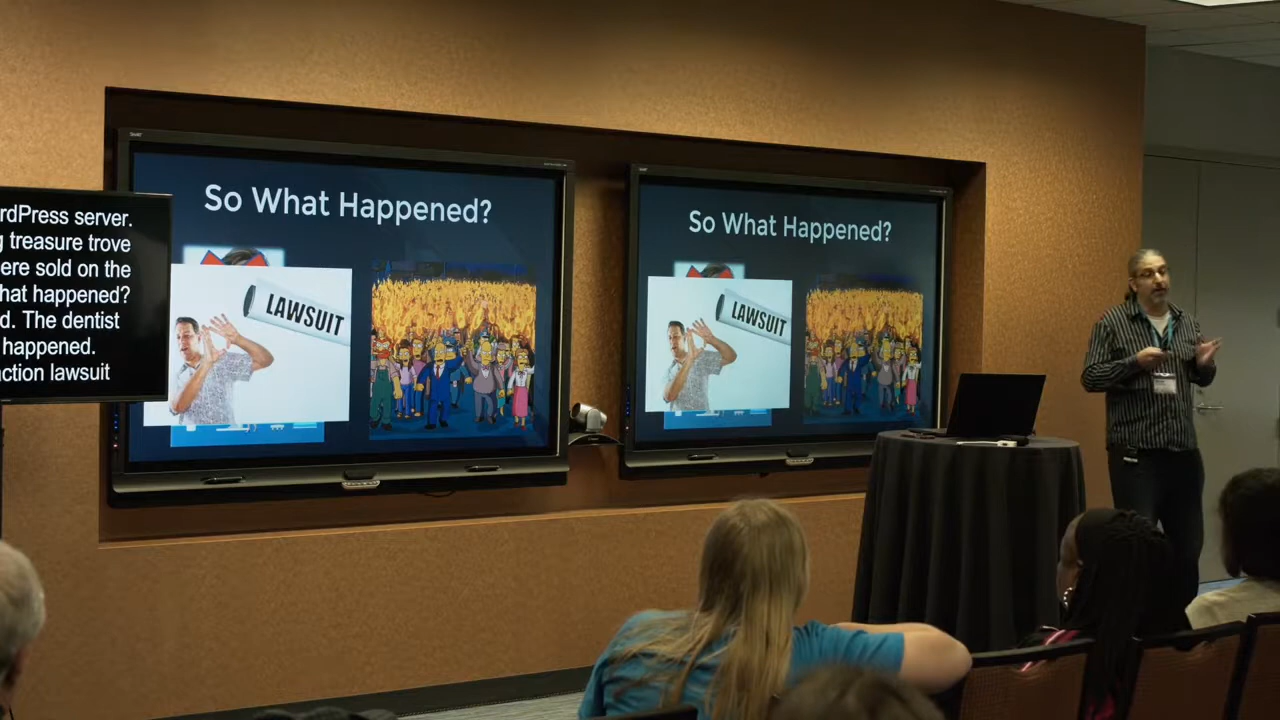 rdPress server.
treasure trove
ere sold on the
hat happened?
d. The dentist
happened.
action lawsuit
So What Happened?
LAWSUIT
So What Happened?
LAWSUIT